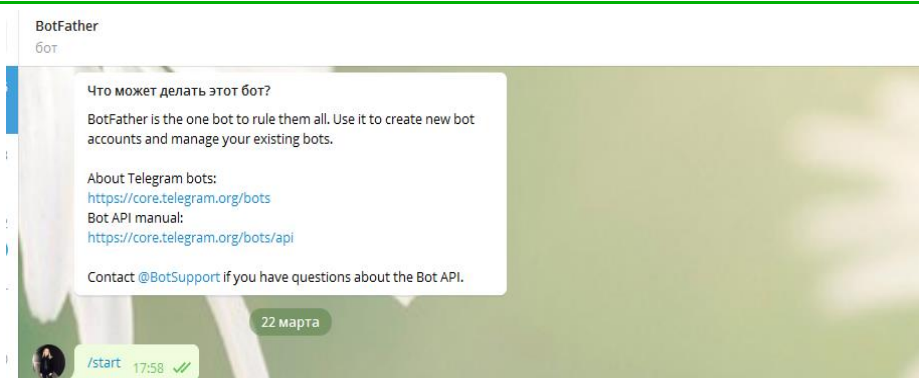 BotFather
бот
Что может делать этот бот?
BotFather is the one bot to rule them all. Use it to create new bot
accounts and manage your existing bots.
About Telegram bots:
https://core.telegram.org/bots
Bot API manual:
https://core.telegram.org/bots/api
Contact @BotSupport if you have questions about the Bot API.
22 марта
/start 17:58